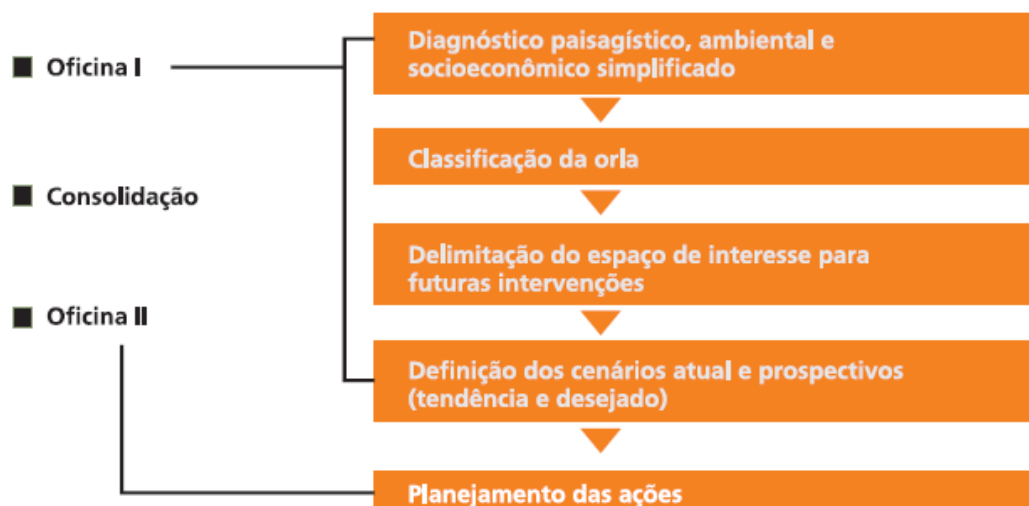 Oficina I
Consolidação
Oficina II
Diagnóstico paisagístico, ambiental e
socioeconômico simplificado
Classificação da orla
Delimitação do espaço de interesse para
futuras intervenções
Definição dos cenários atual e prospectivos
(tendência e desejado)
Planejamento das ações